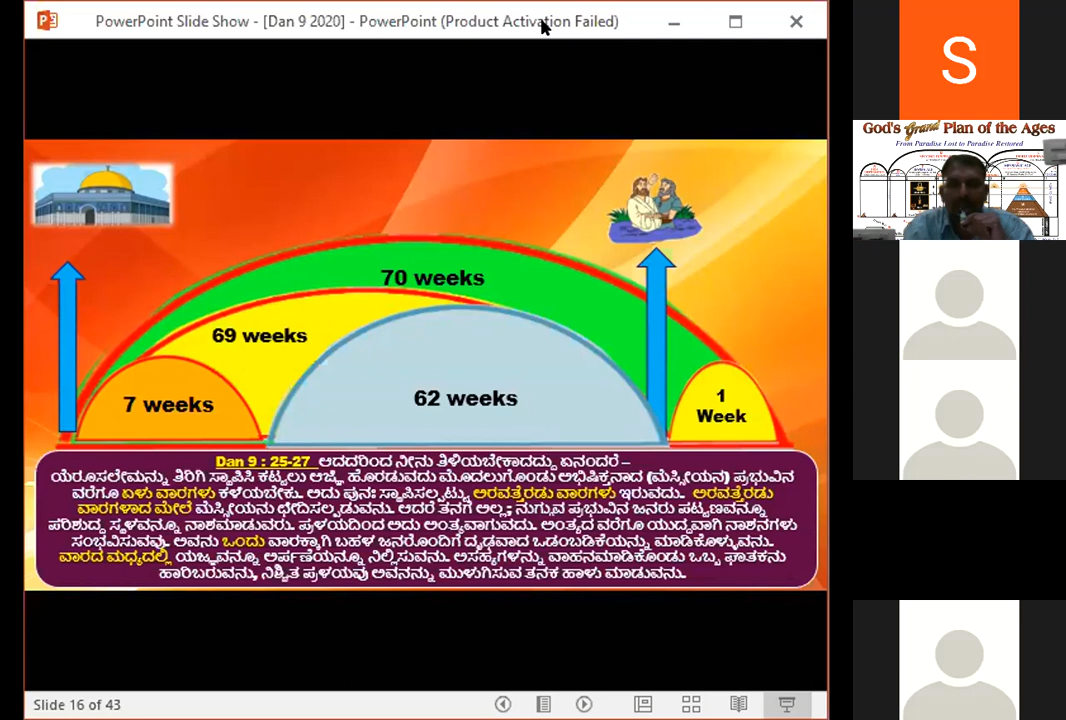 PowerPoint Slide Show - [Dan 9 2020] - PowerPoint (Product Activation Failed)
S
God's Grand Plan of the Ages
From Paradise Lost to Paradise Restored
70 weeks
69 weeks
7 weeks
62 weeks
1
Week
Dan 9 : 25-27 ಆದದರಿಂದ ನೀನು ತಿಳಿಯಬೇಕಾದದ್ದು ಏನಂದರೆ –
ಯೆರೂಸಲೇಮನ್ನು ತಿರಿಗಿ ಸ್ಥಾಪಿಸಿ ಕಟ್ಟಲು ಆಜ್ಞೆ ಹೊರಡುವದು ಮೊದಲುಗೊಂಡು ಅಭಿಷಿಕ್ತನಾದ (ಮೆಸ್ಸೀಯನ) ಪ್ರಭುವಿನ
ವರೆಗೂ ಏಳು ವಾರಗಳು ಕಳೆಯಬೇಕು. ಅದು ಪುನಃ ಸ್ಥಾಪಿಸಲ್ಪಟ್ಟು ಅರವತ್ತೆರಡು ವಾರಗಳು ಇರುವದು. ಅರವತ್ತೆರಡು
ವಾರಗಳಾದ ಮೇಲೆ ಮೆಸ್ಸೀಯನು ಛೇದಿಸಲ್ಪಡುವನು. ಆದರೆ ತನಗೆ ಅಲ್ಲ; ನುಗ್ಗುವ ಪ್ರಭುವಿನ ಜನರು ಪಟ್ಟಣವನ್ನೂ
ಪರಿಶುದ್ಧ ಸ್ಥಳವನ್ನೂ ನಾಶಮಾಡುವರು. ಪ್ರಳಯದಿಂದ ಅದು ಅಂತ್ಯವಾಗುವದು. ಅಂತ್ಯದ ವರೆಗೂ ಯುದ್ಧವಾಗಿ ನಾಶನಗಳು
ಸಂಭವಿಸುವವು. ಅವನು ಒಂದು ವಾರಕ್ಕಾಗಿ ಬಹಳ ಜನರೊಂದಿಗೆ ದೃಢವಾದ ಒಡಂಬಡಿಕೆಯನ್ನು ಮಾಡಿಕೊಳ್ಳುವನು.
ವಾರದ ಮಧ್ಯದಲ್ಲಿ ಯಜ್ಞವನ್ನೂ ಅರ್ಪಣೆಯನ್ನೂ ನಿಲ್ಲಿಸುವನು. ಅಸಹ್ಯಗಳನ್ನು ವಾಹನಮಾಡಿಕೊಂಡು ಒಬ್ಬ ಘಾತಕನು
ಹಾರಿಬರುವನು, ನಿಶ್ಚಿತ ಪ್ರಳಯವು ಅವನನ್ನು ಮುಳುಗಿಸುವ ತನಕ ಹಾಳು ಮಾಡುವನು.
Slide 16 of 43